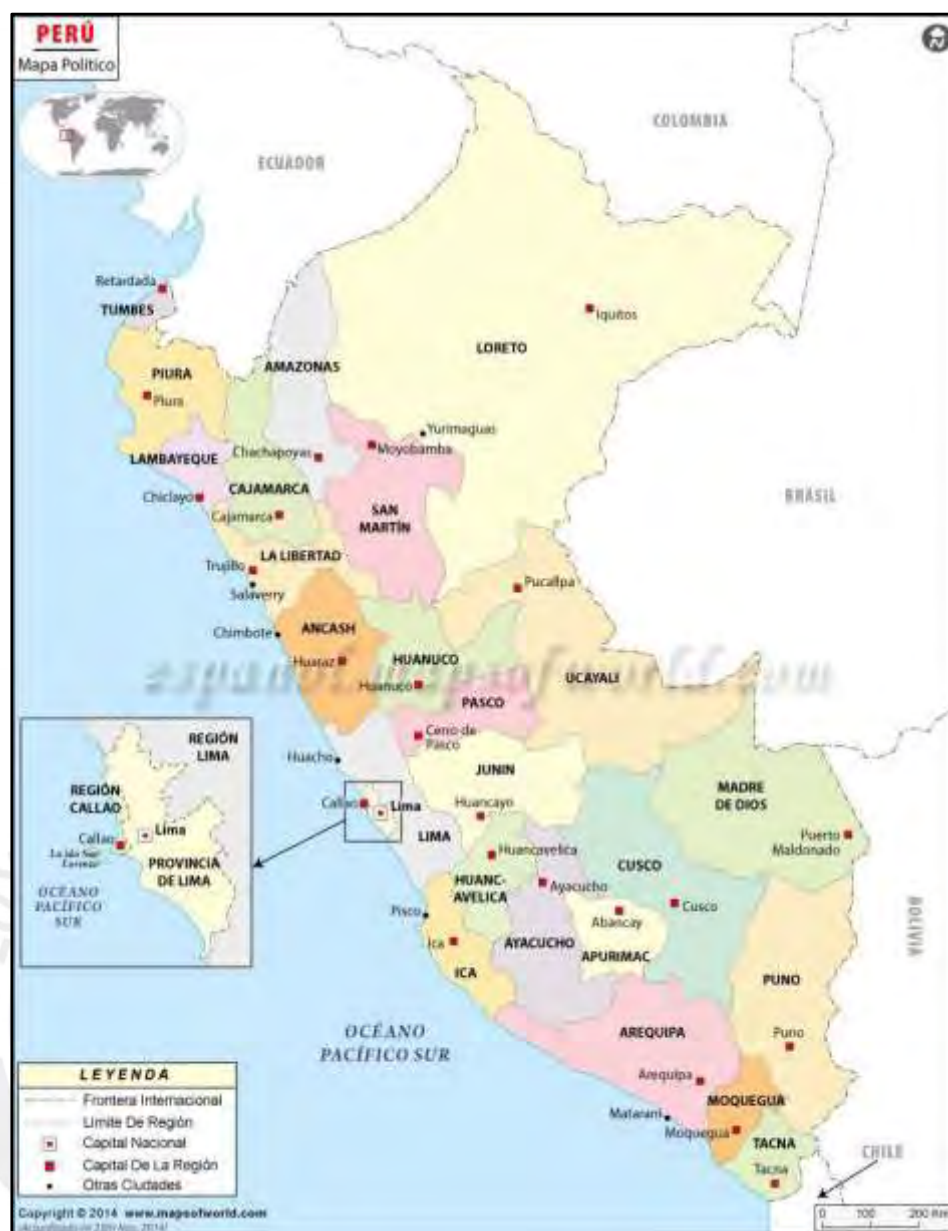 PERÚ
Mapa Político
COLOMBIA
ECUADOR
Retardada
TUMBES
Iquitos
LORETO
AMAZONAS
PIURA
Piura
Yurimaguas
Moyobamba
Chachapoyas
LAMBAYEQUE
CAJAMARCA
Chiclayo
BRASIL
Cajamarca
SAN
MARTÍN
LA LIBERTAD
Trujillo
Salaverry
Pucallpa
Chimbote
ANCASH
Huaraz
HUANUCO
UCAYALI
espanol.mapsofworld.com
Huanuco
PASCO
Cerro de
Pasco
REGIÓN
LIMA
Huacho
JUNIN
MADRE
DE DIOS
REGIÓN
CALLAO
Callao
Lima
Huancayo
Lima
Callao
LIMA
Puerto
Maldonado
PROVINCIA
DE LIMA
Huancavelica
CUSCO
HUANC-
AVELICA
Ayacucho
Cusco
OCÉANO
PACÍFICO
SUR
Abancay
BOLIVIA
Pisco
AYACUCHO
APURIMAC
Ica
ICA
PUNO
OCÉANO
PACÍFICO SUR
AREQUIPA
Puno
LEYENDA
Arequipa
Frontera Internacional
MOQUEGUA
Limite De Región
Matarani
Capital Nacional
Moquegua
TACNA
Capital De La Región
CHILE
Otras Ciudades
Tacna
Copyright © 2014 www.mapsofworld.com
0 100 200 Km